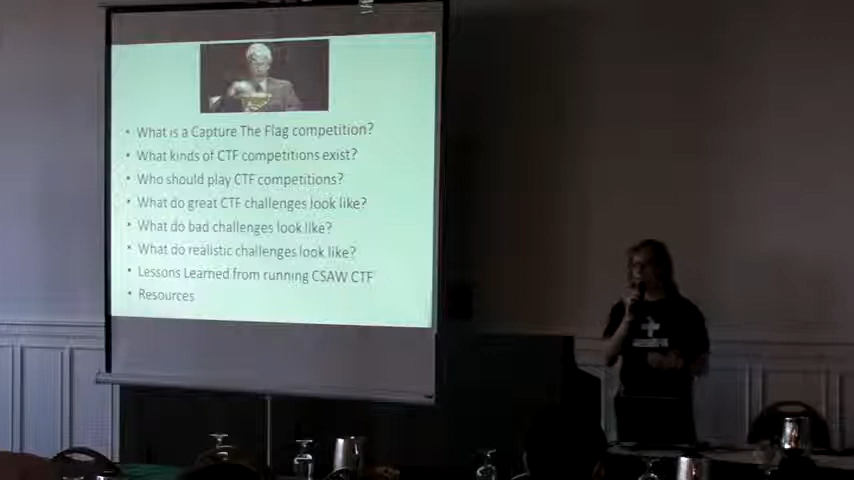 • What is a Capture The Flag competition?
• What kinds of CTF competitions exist?
• Who should play CTF competitions?
• What do great CTF challenges look like?
• What do bad challenges look like?
• What do realistic challenges look like?
• Lessons Learned from running CSAW CTF
• Resources